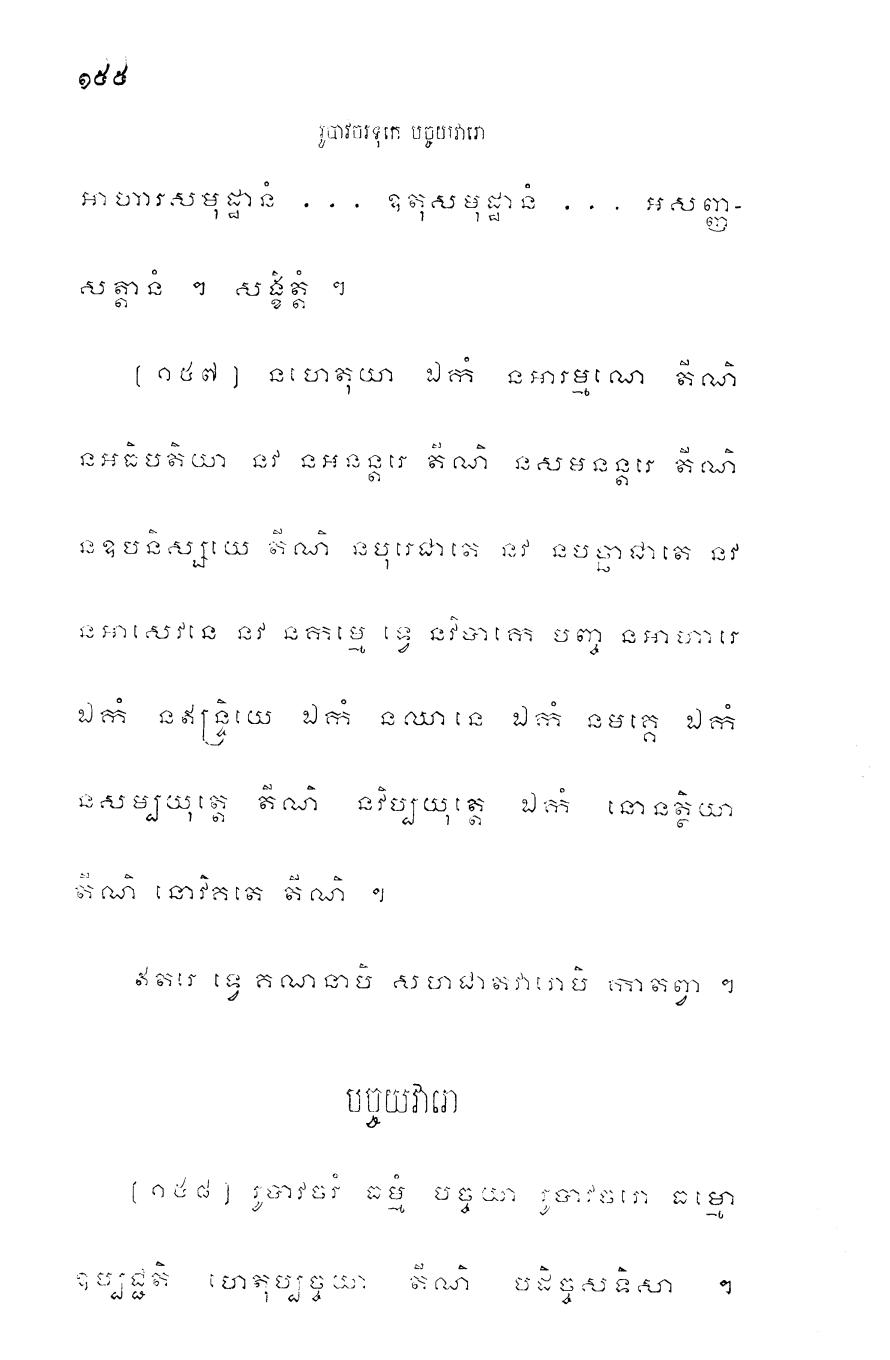 ១៥៥
រូបាវចរទុកេ បច្ចយវារោ
អាហារសមុដ្ឋានំ . . . ឧតុសមុដ្ឋានំ . . . អសញ្ញ-
សត្តានំ ។ សង្ខិត្តំ ។
[ ១៥៧ ] នហេតុយា ឯកំ នអារម្មណេ តីណិ
នអធិបតិយា នវ នអនន្តរេ តីណិ នសមនន្តរេ តីណិ
នឧបនិស្សយេ តីណិ នបុរេជាតេ នវ នបច្ឆាជាតេ នវ
នអាសេវនេ នវ នកម្មេ ទ្វេ នវិបាកេ បញ្ច នអាហារេ
ឯកំ នឥន្ទ្រិយេ ឯកំ នឈានេ ឯកំ នមគ្គេ ឯកំ
នសម្បយុត្តេ តីណិ នវិប្បយុត្តេ ឯកំ នោនត្ថិយា
តីណិ នោវិគតេ តីណិ ។
ឥតរេ ទ្វេ គណនាបិ សហជាតវារោបិ កាតព្វា ។
បច្ចយវារោ
[ ១៥៨ ] រូបាវចរំ ធម្មំ បច្ចយា រូបាវចរោ ធម្មោ
ឧប្បជ្ជតិ ហេតុប្បច្ចយា តីណិ បដិច្ចសទិសា ។